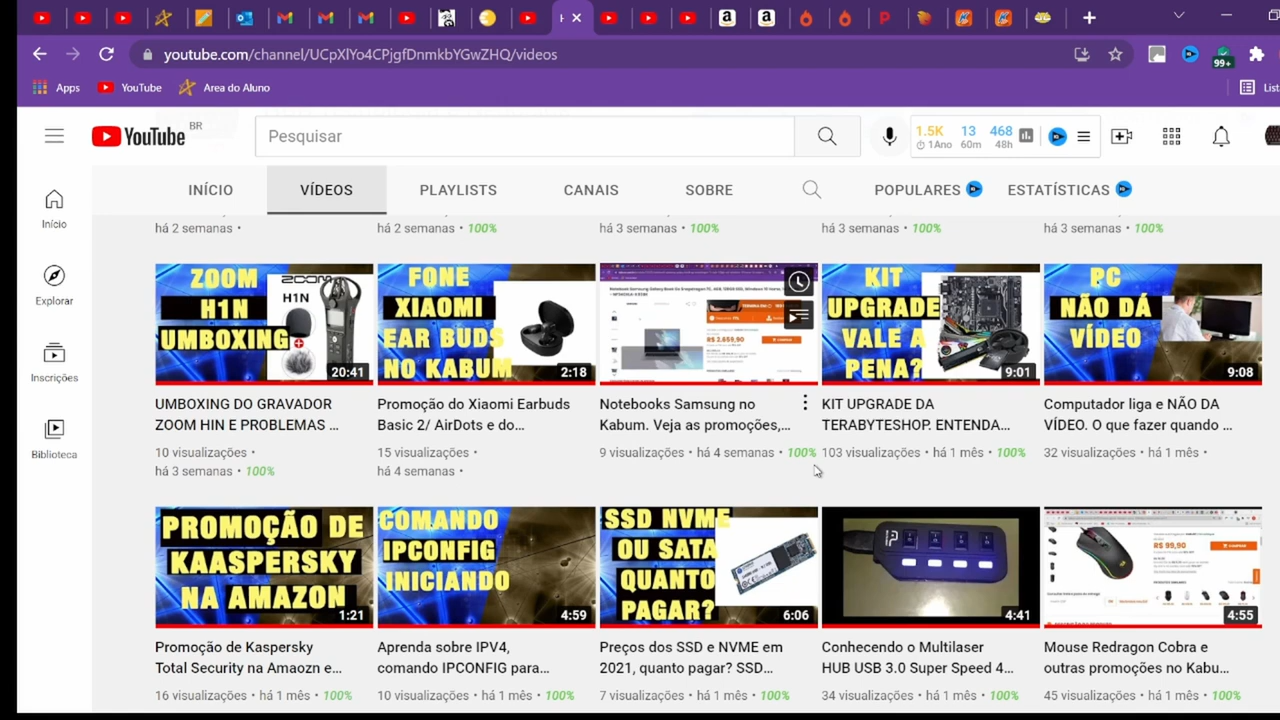 youtube.com/channel/UCpXlYo4CPjgfDnmkbYGwZHQ/videos
99+
Apps YouTube Area do Aluno
List
YouTube BR
Pesquisar
1.5K 13 468
1Ano 60m 48h
INÍCIO VÍDEOS PLAYLISTS CANAIS SOBRE POPULARES ESTATÍSTICAS
Início
Explorar
Inscrições
Biblioteca
há 2 semanas • há 2 semanas • 100% há 3 semanas • 100% há 3 semanas • 100% há 3 semanas • 100%
ZOOM
H1N
UMBOXING
ZOOM
H1N
20:41
FONE
XIAOMI
EAR BUDS
NO KABUM
2:18
R$ 2.659,90
KIT
UPGRADE
VALE A
PENA?
9:01
PC
NÃO DÁ
VÍDEO
9:08
UMBOXING DO GRAVADOR
ZOOM HIN E PROBLEMAS ...
10 visualizações •
há 3 semanas • 100%
Promoção do Xiaomi Earbuds
Basic 2/ AirDots e do...
15 visualizações •
há 4 semanas •
Notebooks Samsung no
Kabum. Veja as promoções,...
9 visualizações • há 4 semanas • 100%
KIT UPGRADE DA
TERABYTESHOP. ENTENDA...
103 visualizações • há 1 mês • 100%
Computador liga e NÃO DA
VÍDEO. O que fazer quando ...
32 visualizações • há 1 mês •
PROMOÇÃO DE
KAASPERSKY
NA AMAZON
1:21
COMANDO
IPCONFIG
INICIANDO
4:59
SSD NVME
OU SATA
QUANTO
PAGAR?
6:06
4:41
R$ 99,90
4:55
Promoção de Kaspersky
Total Security na Amaozn e...
16 visualizações • há 1 mês • 100%
Aprenda sobre IPV4,
comando IPCONFIG para...
10 visualizações • há 1 mês • 100%
Preços dos SSD e NVME em
2021, quanto pagar? SSD...
7 visualizações • há 1 mês • 100%
Conhecendo o Multilaser
HUB USB 3.0 Super Speed 4...
34 visualizações • há 1 mês • 100%
Mouse Redragon Cobra e
outras promoções no Kabu...
45 visualizações • há 1 mês • 100%